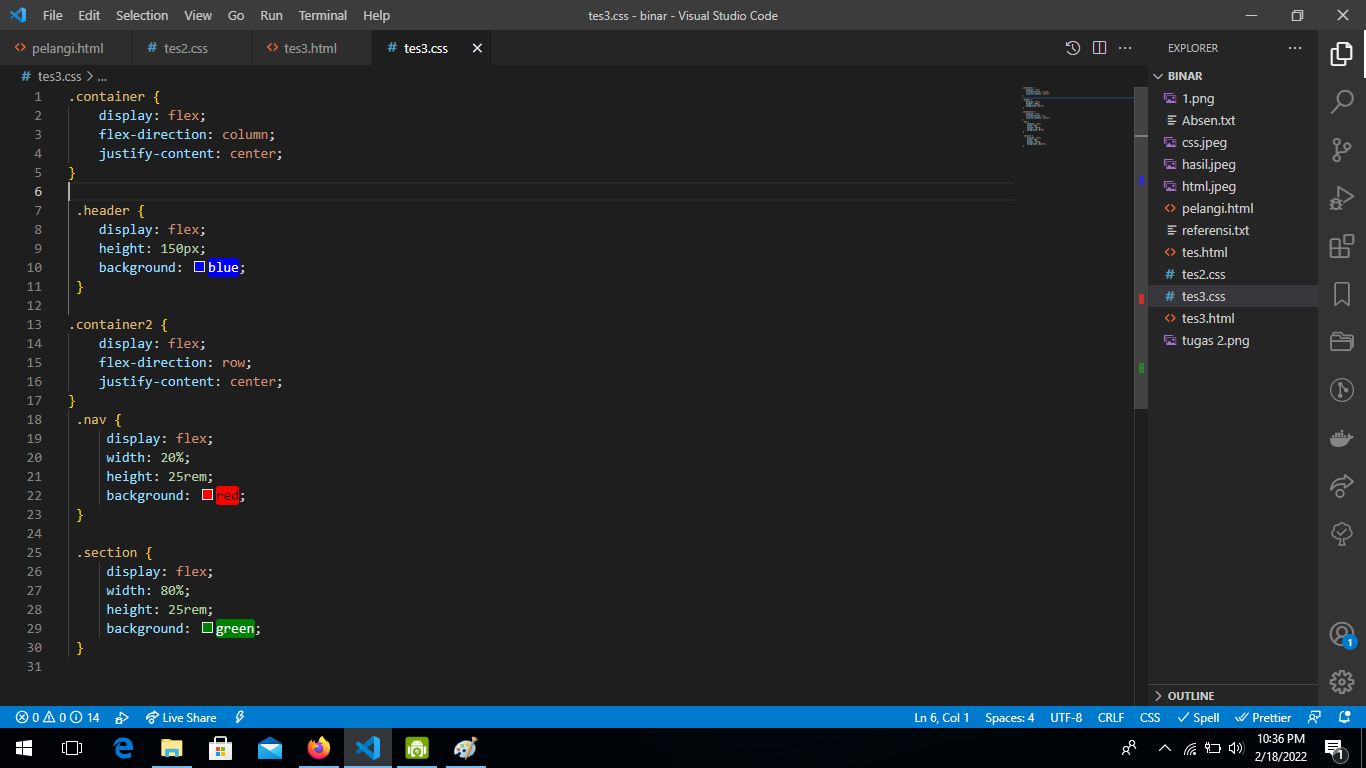 File Edit Selection View Go Run Terminal Help tes3.css - binar - Visual Studio Code
pelangi.html tes2.css tes3.html tes3.css
tes3.css > ...
1 .container {
2 display: flex;
3 flex-direction: column;
4 justify-content: center;
5 }
6
7 .header {
8 display: flex;
9 height: 150px;
10 background: blue;
11 }
12
13 .container2 {
14 display: flex;
15 flex-direction: row;
16 justify-content: center;
17 }
18 .nav {
19 display: flex;
20 width: 20%;
21 height: 25rem;
22 background: red;
23 }
24
25 .section {
26 display: flex;
27 width: 80%;
28 height: 25rem;
29 background: green;
30 }
31
EXPLORER
BINAR
1.png
Absen.txt
css.jpeg
hasil.jpeg
html.jpeg
pelangi.html
referensi.txt
tes.html
tes2.css
tes3.css
tes3.html
tugas 2.png
OUTLINE
1
0 0 14 Live Share Ln 6, Col 1 Spaces: 4 UTF-8 CRLF CSS Spell Prettier
10:36 PM
2/18/2022
1